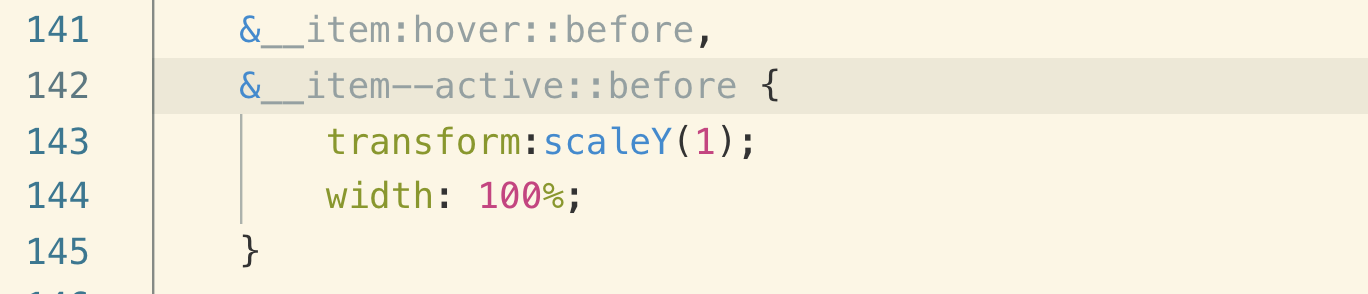 141 &__item:hover::before,
142 &__item--active::before {
143 transform:scaleY(1);
144 width: 100%;
145 }